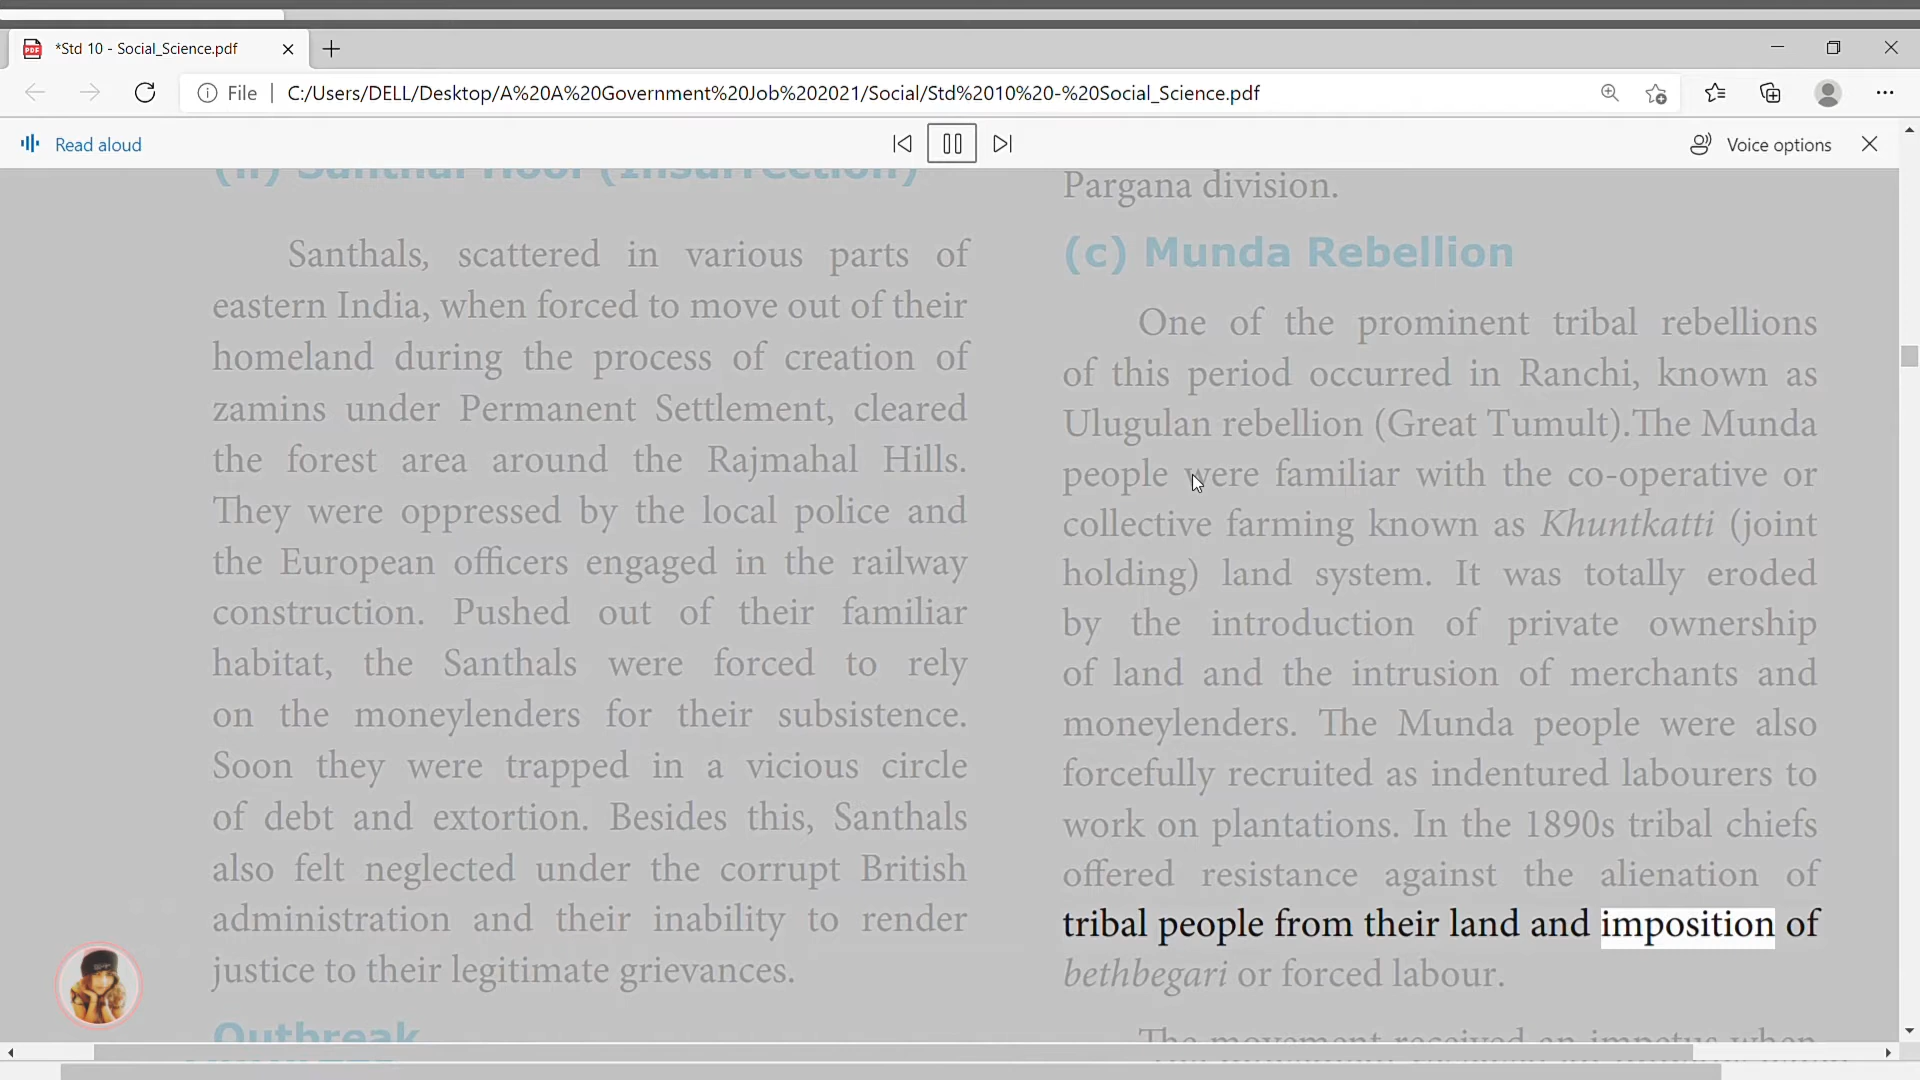 *Std 10 - Social_Science.pdf
File
C:/Users/DELL/Desktop/A%20A%20Government%20Job%202021/Social/Std%2010%20-%20Social_Science.pdf
Read aloud
Voice options
(ii) Santhal Hool (Insurrection)
Santhals, scattered in various parts of
eastern India, when forced to move out of their
homeland during the process of creation of
zamins under Permanent Settlement, cleared
the forest area around the Rajmahal Hills.
They were oppressed by the local police and
the European officers engaged in the railway
construction. Pushed out of their familiar
habitat, the Santhals were forced to rely
on the moneylenders for their subsistence.
Soon they were trapped in a vicious circle
of debt and extortion. Besides this, Santhals
also felt neglected under the corrupt British
administration and their inability to render
justice to their legitimate grievances.
Outbreak
Pargana division.
(c) Munda Rebellion
One of the prominent tribal rebellions
of this period occurred in Ranchi, known as
Ulugulan rebellion (Great Tumult).The Munda
people were familiar with the co-operative or
collective farming known as Khuntkatti (joint
holding) land system. It was totally eroded
by the introduction of private ownership
of land and the intrusion of merchants and
moneylenders. The Munda people were also
forcefully recruited as indentured labourers to
work on plantations. In the 1890s tribal chiefs
offered resistance against the alienation of
tribal people from their land and imposition of
bethbegari or forced labour.
The movement received an impetus when